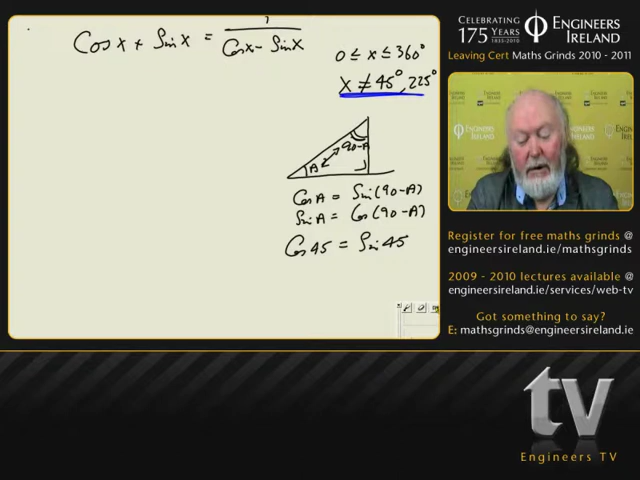 Cos x + Sin x = 1 / (Cos x - Sin x)
0 ≤ x ≤ 360°
x ≠ 45°, 225°
A
90-A
Cos A = Sin(90-A)
Sin A = Cos(90-A)
Cos 45 = Sin 45
CELEBRATING
175 YEARS
1835-2010
ENGINEERS
IRELAND
Leaving Cert Maths Grinds 2010 - 2011
Register for free maths grinds @
engineersireland.ie/mathsgrinds
2009 - 2010 lectures available @
engineersireland.ie/services/web-tv
Got something to say?
E: mathsgrinds@engineersireland.ie
tv
Engineers TV